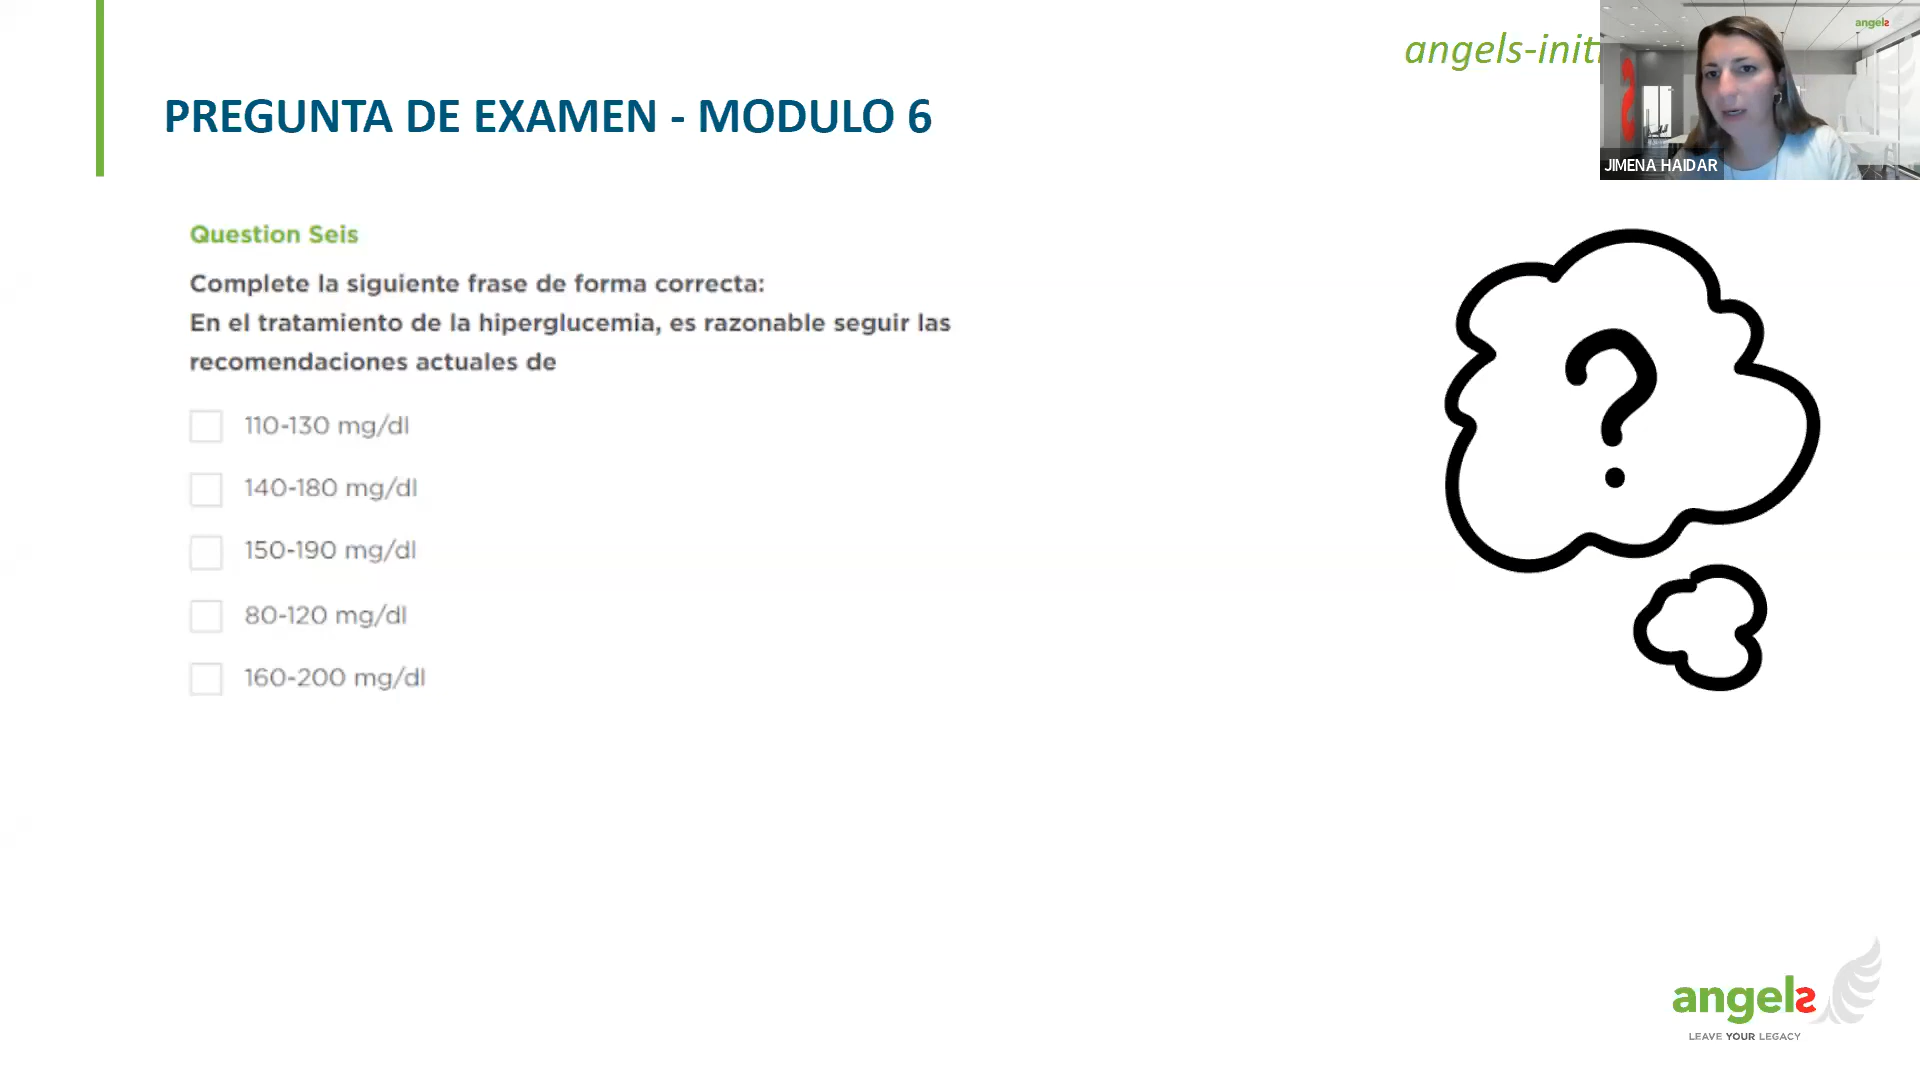 angels-initi
PREGUNTA DE EXAMEN - MODULO 6
angels
JIMENA HAIDAR
Question Seis
Complete la siguiente frase de forma correcta:
En el tratamiento de la hiperglucemia, es razonable seguir las
recomendaciones actuales de
110-130 mg/dl
140-180 mg/dl
150-190 mg/dl
80-120 mg/dl
160-200 mg/dl
?
angels
LEAVE YOUR LEGACY